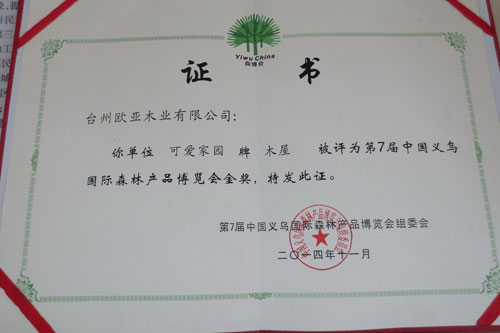 Yiwu China
森博会
证 书
台州欧亚木业有限公司:
你单位 可爱家园 牌 木屋 被评为第7届中国义乌
国际森林产品博览会金奖,特发此证。
第7届中国义乌国际森林产品博览会组委会
二〇一四年十一月